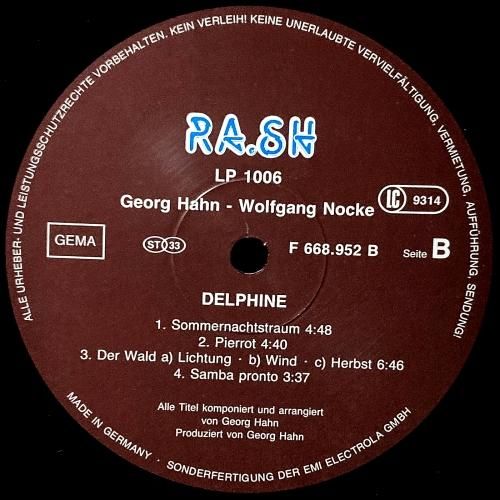 ALLE URHEBER- UND LEISTUNGSSCHUTZRECHTE VORBEHALTEN. KEIN VERLEIH! KEINE UNERLAUBTE VERVIELFÄLTIGUNG, VERMIETUNG, AUFFÜHRUNG, SENDUNG!
RA.SH
LP 1006
Georg Hahn - Wolfgang Nocke
LC 9314
GEMA
ST 33
F 668.952 B
Seite B
DELPHINE
1. Sommernachtstraum 4:48
2. Pierrot 4:40
3. Der Wald a) Lichtung · b) Wind · c) Herbst 6:46
4. Samba pronto 3:37
Alle Titel komponiert und arrangiert
von Georg Hahn
Produziert von Georg Hahn
MADE IN GERMANY · SONDERFERTIGUNG DER EMI ELECTROLA GMBH